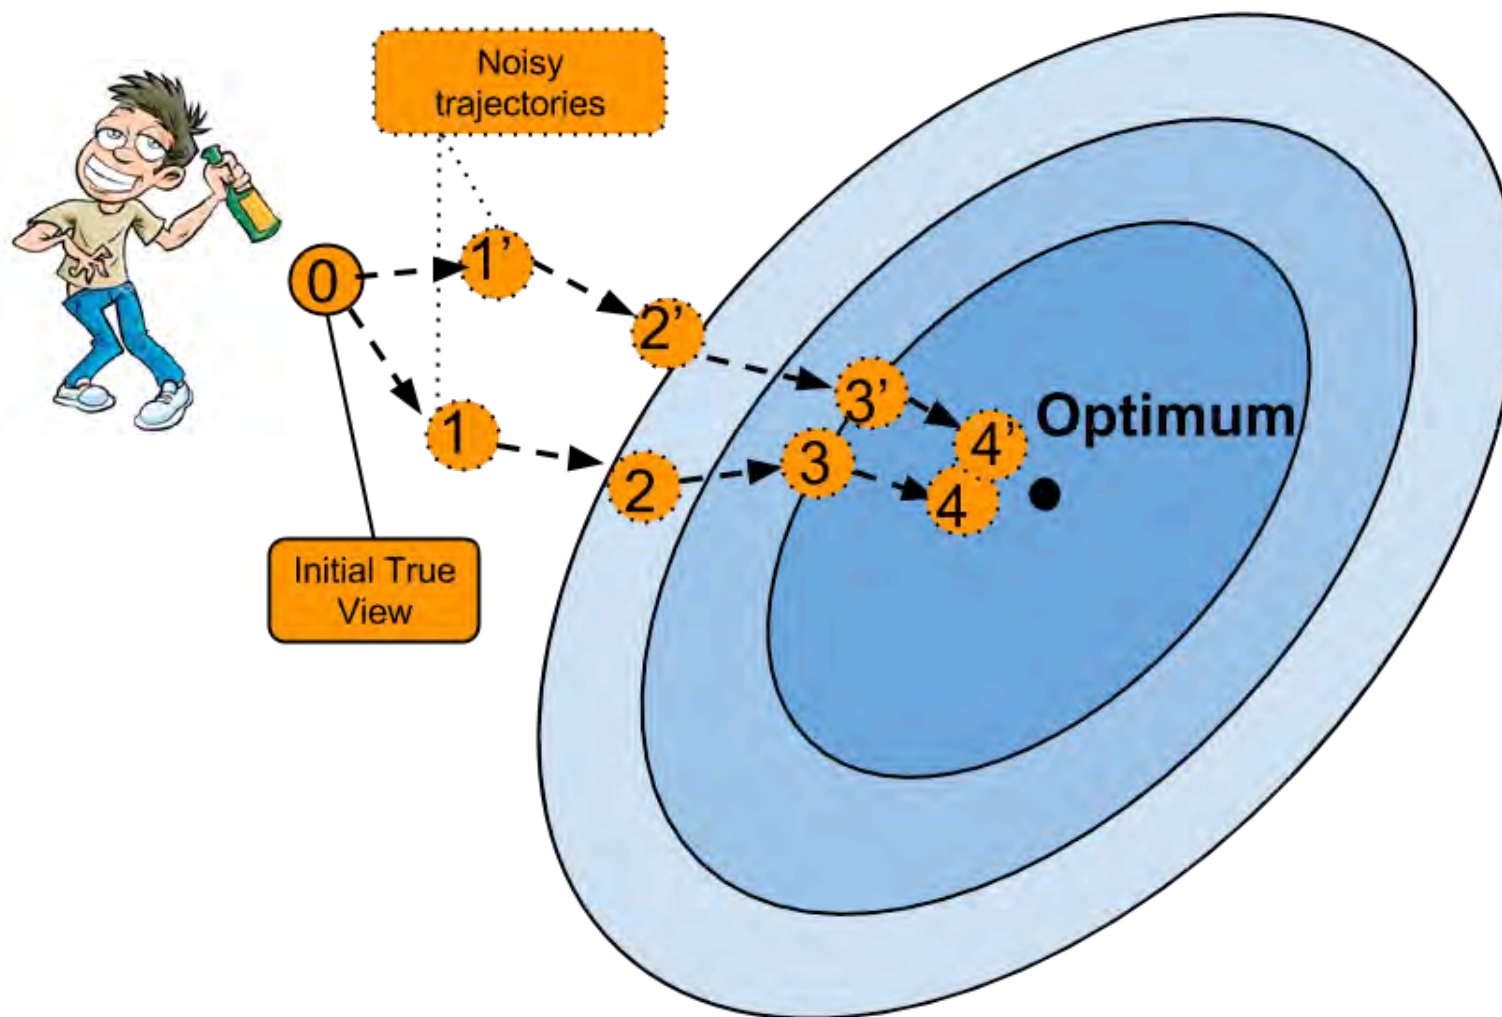 Noisy
trajectories
0
1'
2'
3'
4'
Optimum
1
2
3
4
Initial True
View